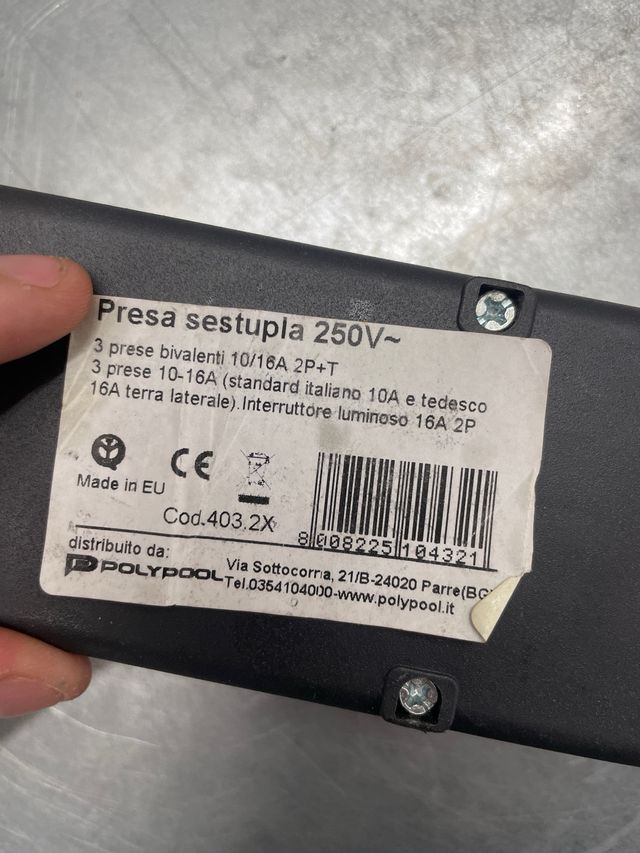 Presa sestupla 250V~
3 prese bivalenti 10/16A 2P+T
3 prese 10-16A (standard italiano 10A e tedesco
16A terra laterale).Interruttore luminoso 16A 2P
CE
Made in EU
Cod.403.2X
8 008225 104321
distribuito da:
POLYPOOL
Via Sottocorna, 21/B-24020 Parre(BG)
Tel.0354104000-www.polypool.it